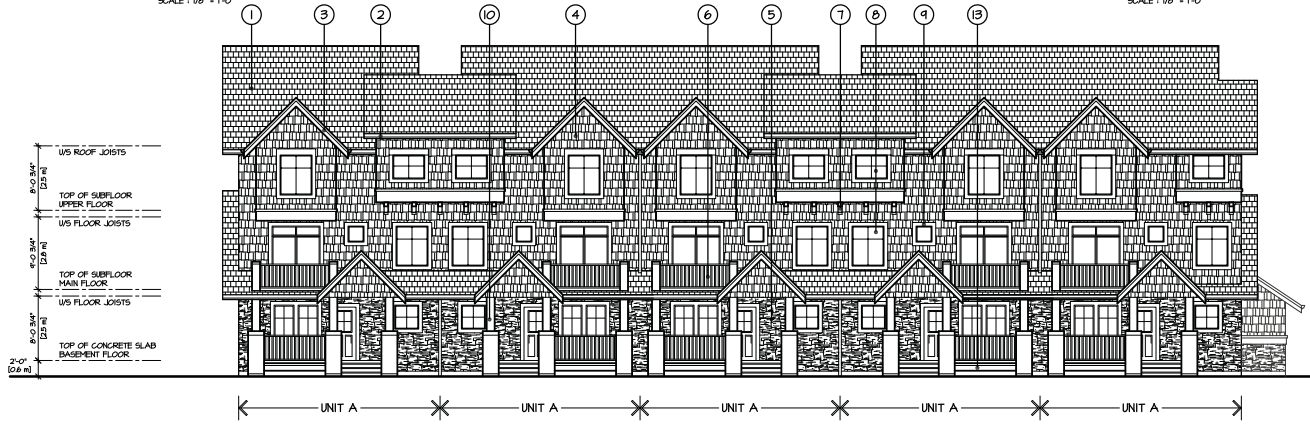 SCALE : 1/8" = 1'-0"
SCALE : 1/8" = 1'-0"
1 3 2 10 4 6 5 7 8 9 13
U/S ROOF JOISTS
8'-0 3/4"
[2.5 m]
TOP OF SUBFLOOR
UPPER FLOOR
U/S FLOOR JOISTS
9'-0 3/4"
[2.8 m]
TOP OF SUBFLOOR
MAIN FLOOR
U/S FLOOR JOISTS
8'-0 3/4"
[2.5 m]
TOP OF CONCRETE SLAB
BASEMENT FLOOR
2'-0"
[0.6 m]
UNIT A UNIT A UNIT A UNIT A UNIT A